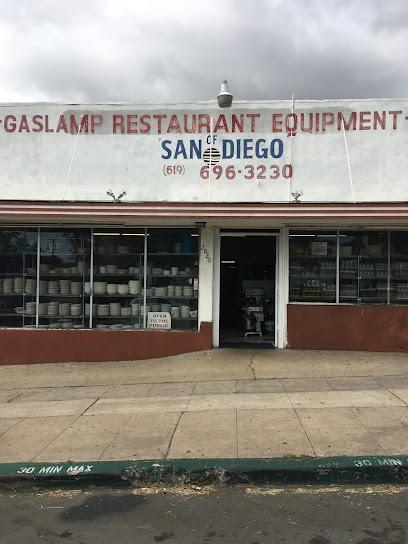 GASLAMP RESTAURANT EQUIPMENT
OF
SAN DIEGO
(619) 696-3230
OPEN
TO THE
PUBLIC
30 MIN MAX
30 MIN